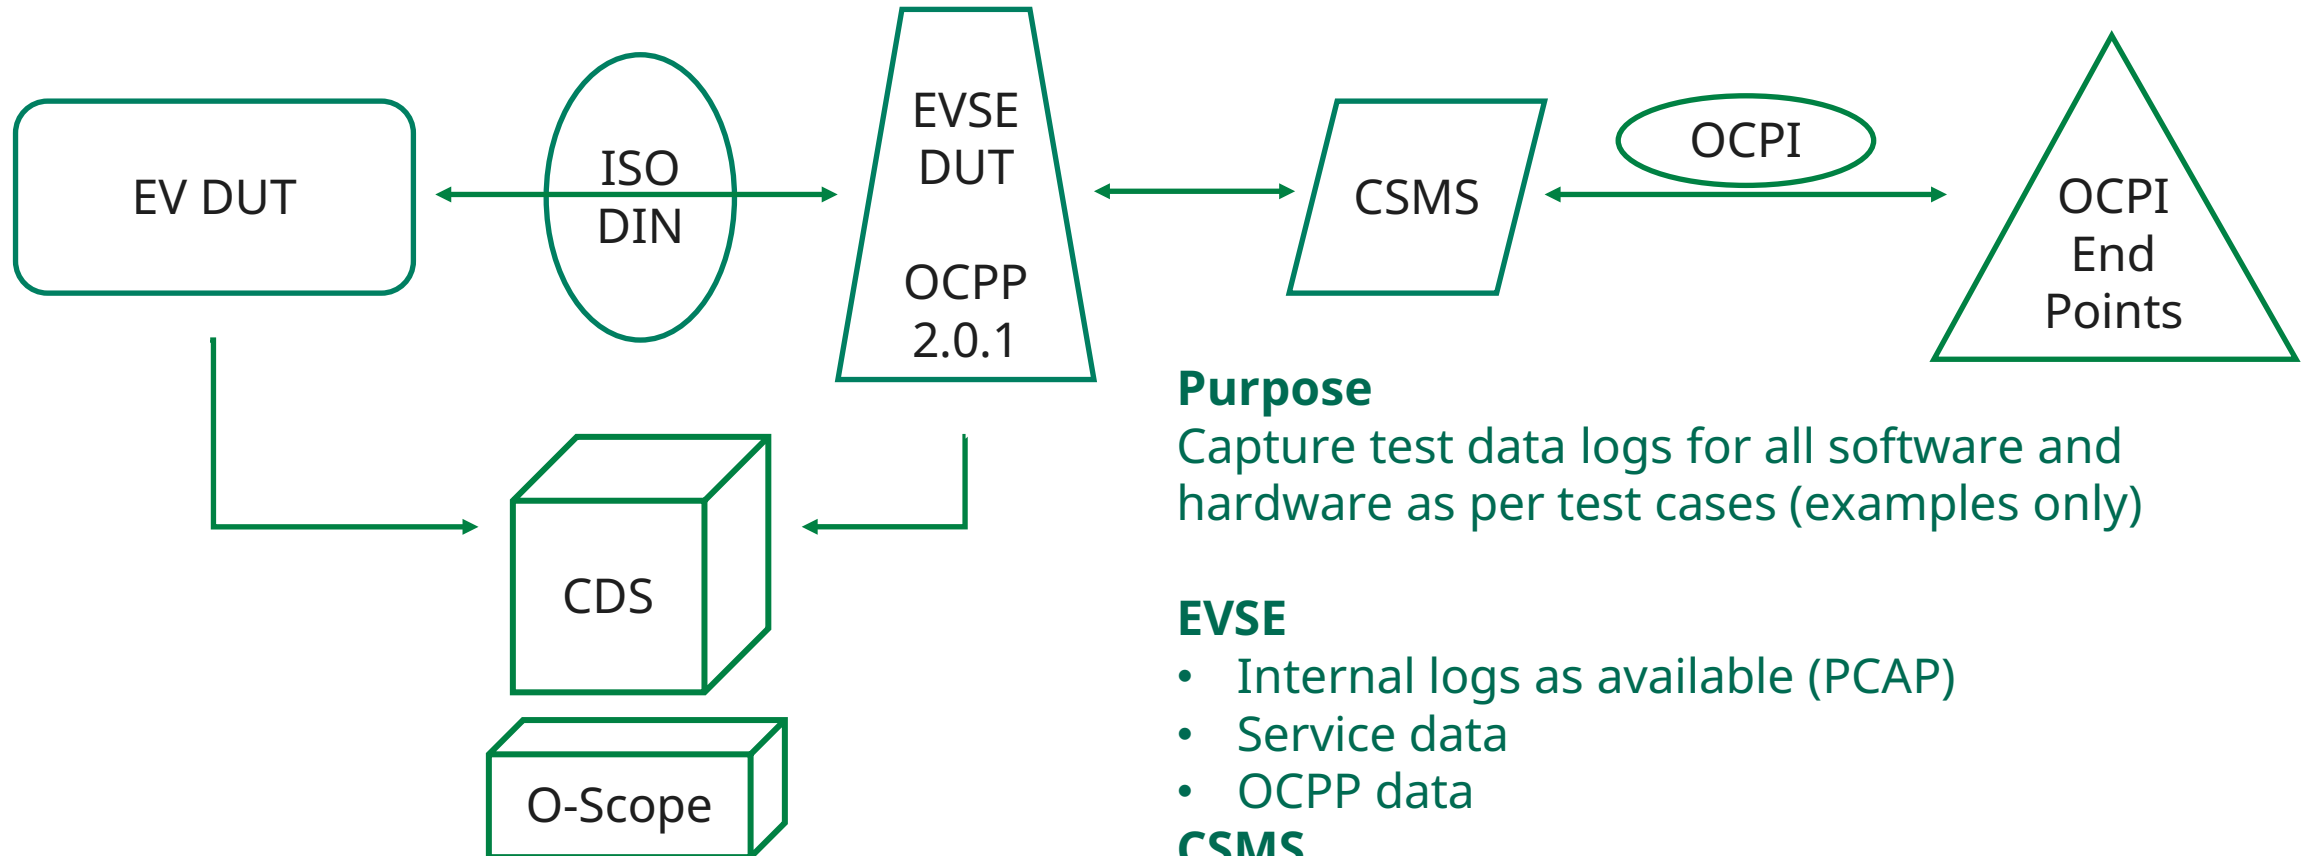 EV DUT
ISO
DIN
EVSE
DUT
OCPP
2.0.1
CSMS
OCPI
OCPI
End
Points
CDS
O-Scope
Purpose
Capture test data logs for all software and
hardware as per test cases (examples only)
EVSE
• Internal logs as available (PCAP)
• Service data
• OCPP data
CSMS